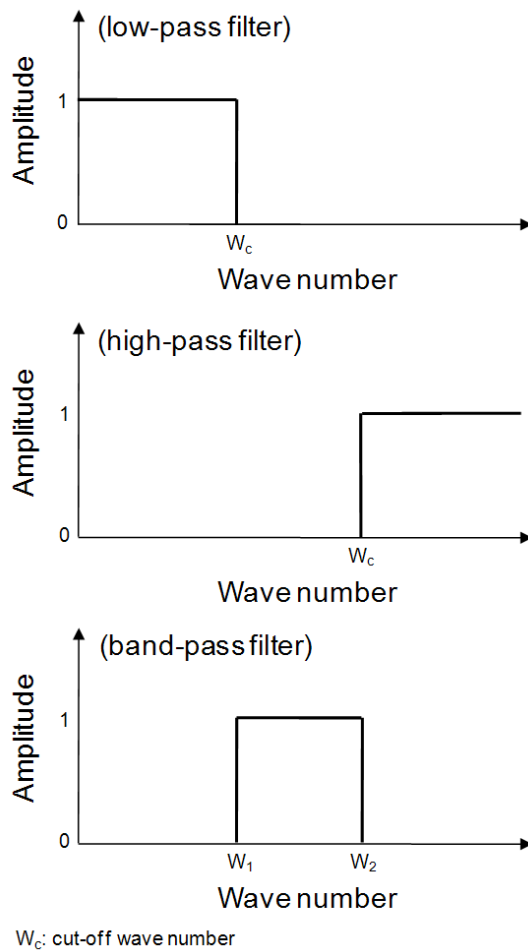 (low-pass filter)
Amplitude
1
0
Wc
Wave number
(high-pass filter)
Amplitude
1
0
Wc
Wave number
(band-pass filter)
Amplitude
1
0
W1 W2
Wave number
Wc: cut-off wave number